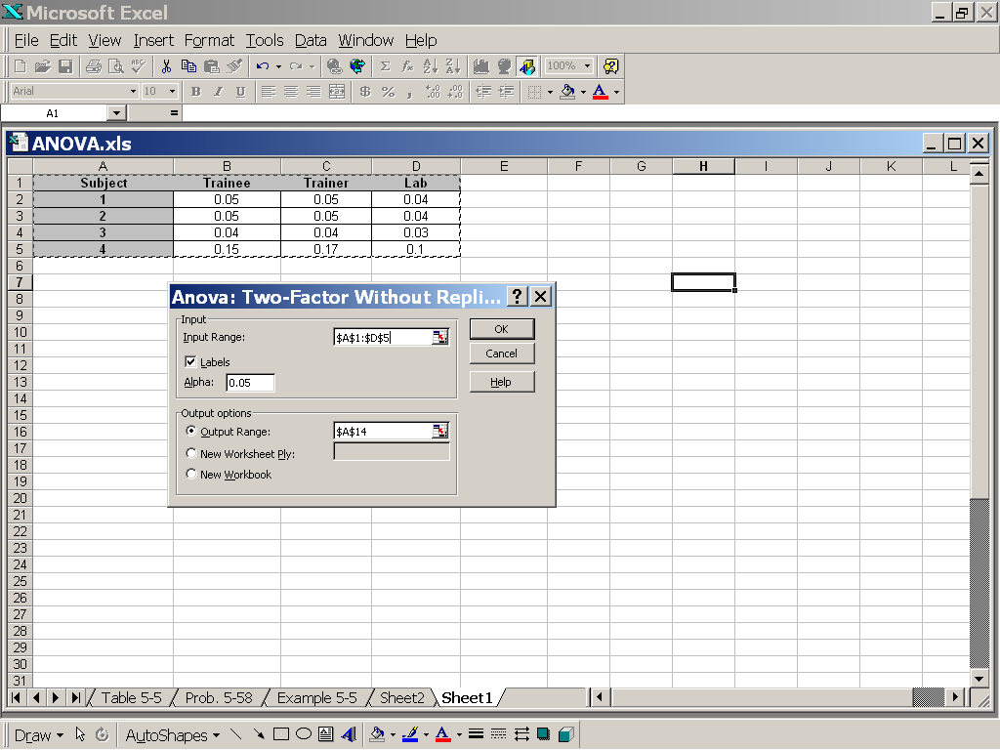 Microsoft Excel
File Edit View Insert Format Tools Data Window Help
100%
Arial 10 B I U $ % ,
A1 =
ANOVA.xls
A B C D E F G H I J K L
1 Subject Trainee Trainer Lab
2 1 0.05 0.05 0.04
3 2 0.05 0.05 0.04
4 3 0.04 0.04 0.03
5 4 0.15 0.17 0.1
6
7
8
9
10
11
12
13
14
15
16
17
18
19
20
21
22
23
24
25
26
27
28
29
30
31
Anova: Two-Factor Without Repli...
Input
Input Range: $A$1:$D$5
Labels
Alpha: 0.05
OK
Cancel
Help
Output options
Output Range: $A$14
New Worksheet Ply:
New Workbook
Table 5-5 Prob. 5-58 Example 5-5 Sheet2 Sheet1
Draw AutoShapes A